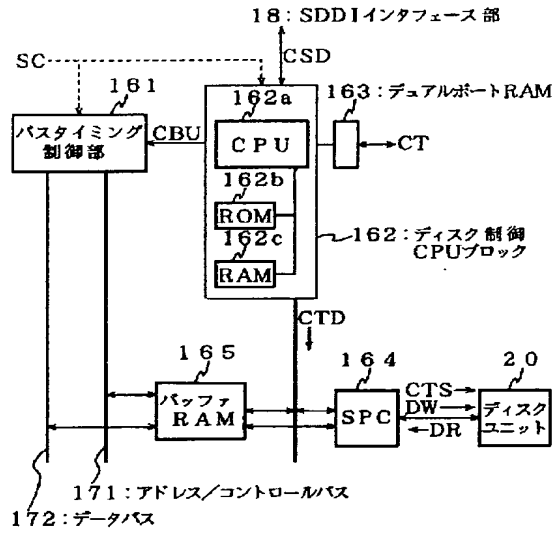 18：SDDIインタフェース部
CSD
SC
161
162a
163：デュアルポートRAM
バスタイミング
制御部
CBU
CPU
CT
162b
ROM
162c
RAM
162：ディスク制御
CPUブロック
CTD
165
164
20
バッファ
RAM
SPC
CTS
DW
DR
ディスク
ユニット
171：アドレス／コントロールバス
172：データバス